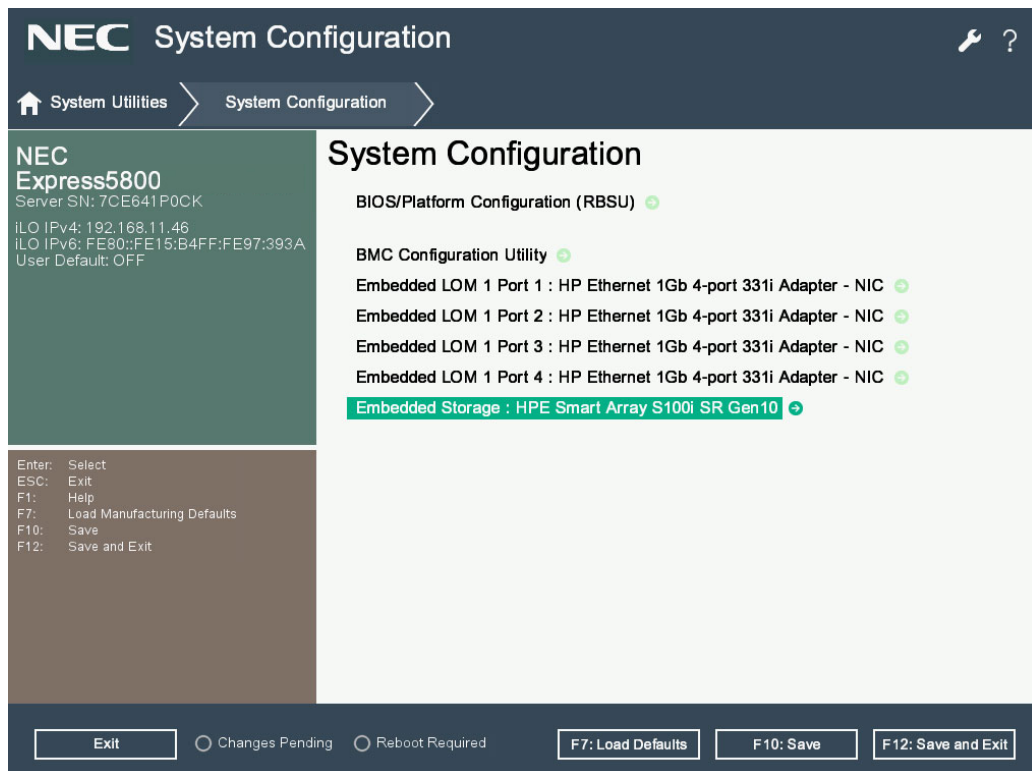 NEC System Configuration
?
System Utilities System Configuration
NEC
Express5800
Server SN: 7CE641P0CK
iLO IPv4: 192.168.11.46
iLO IPv6: FE80::FE15:B4FF:FE97:393A
User Default: OFF
System Configuration
BIOS/Platform Configuration (RBSU)
BMC Configuration Utility
Embedded LOM 1 Port 1 : HP Ethernet 1Gb 4-port 331i Adapter - NIC
Embedded LOM 1 Port 2 : HP Ethernet 1Gb 4-port 331i Adapter - NIC
Embedded LOM 1 Port 3 : HP Ethernet 1Gb 4-port 331i Adapter - NIC
Embedded LOM 1 Port 4 : HP Ethernet 1Gb 4-port 331i Adapter - NIC
Embedded Storage : HPE Smart Array S100i SR Gen10
Enter: Select
ESC: Exit
F1: Help
F7: Load Manufacturing Defaults
F10: Save
F12: Save and Exit
Exit Changes Pending Reboot Required F7: Load Defaults F10: Save F12: Save and Exit